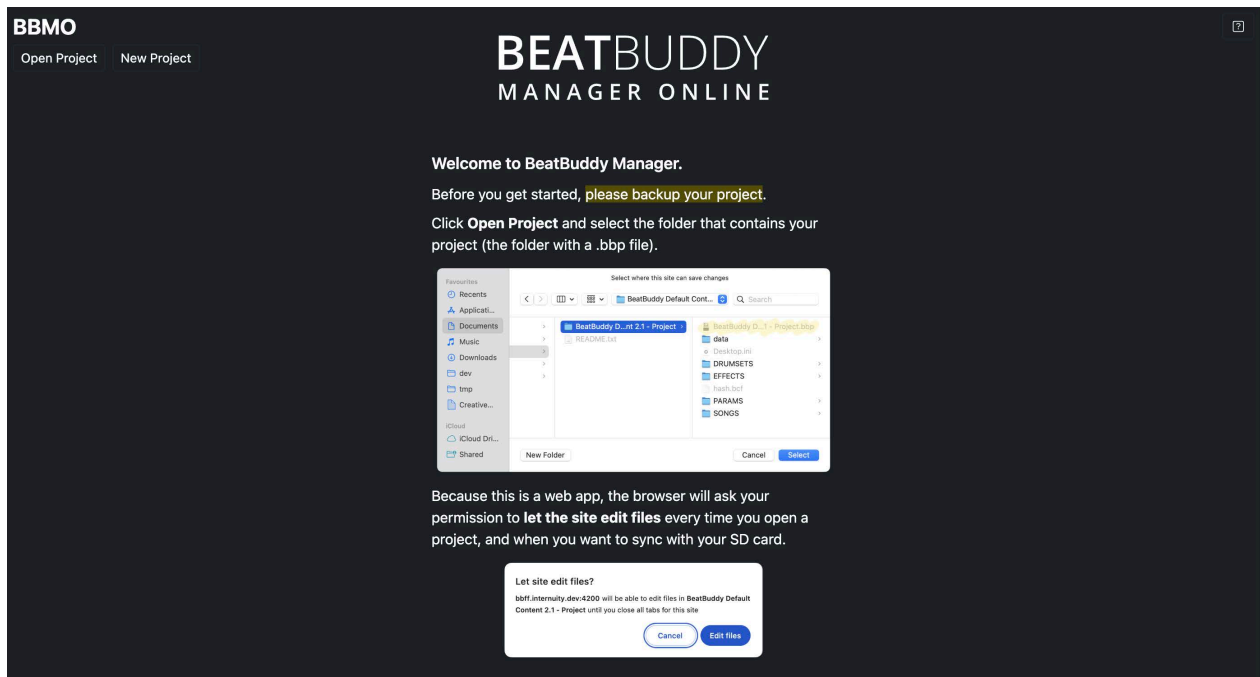 BBMO
Open Project
New Project
?
BEATBUDDY
MANAGER ONLINE
Welcome to BeatBuddy Manager.
Before you get started, please backup your project.
Click Open Project and select the folder that contains your
project (the folder with a .bbp file).
Select where this site can save changes
Favourites
Recents
Applicati...
Documents
Music
Downloads
dev
tmp
Creative...
iCloud
iCloud Dri...
Shared
BeatBuddy Default Cont...
Search
BeatBuddy D...nt 2.1 - Project
README.txt
BeatBuddy D...1 - Project.bbp
data
Desktop.ini
DRUMSETS
EFFECTS
hash.bcf
PARAMS
SONGS
New Folder
Cancel
Select
Because this is a web app, the browser will ask your
permission to let the site edit files every time you open a
project, and when you want to sync with your SD card.
Let site edit files?
bbff.internuity.dev:4200 will be able to edit files in BeatBuddy Default
Content 2.1 - Project until you close all tabs for this site
Cancel
Edit files